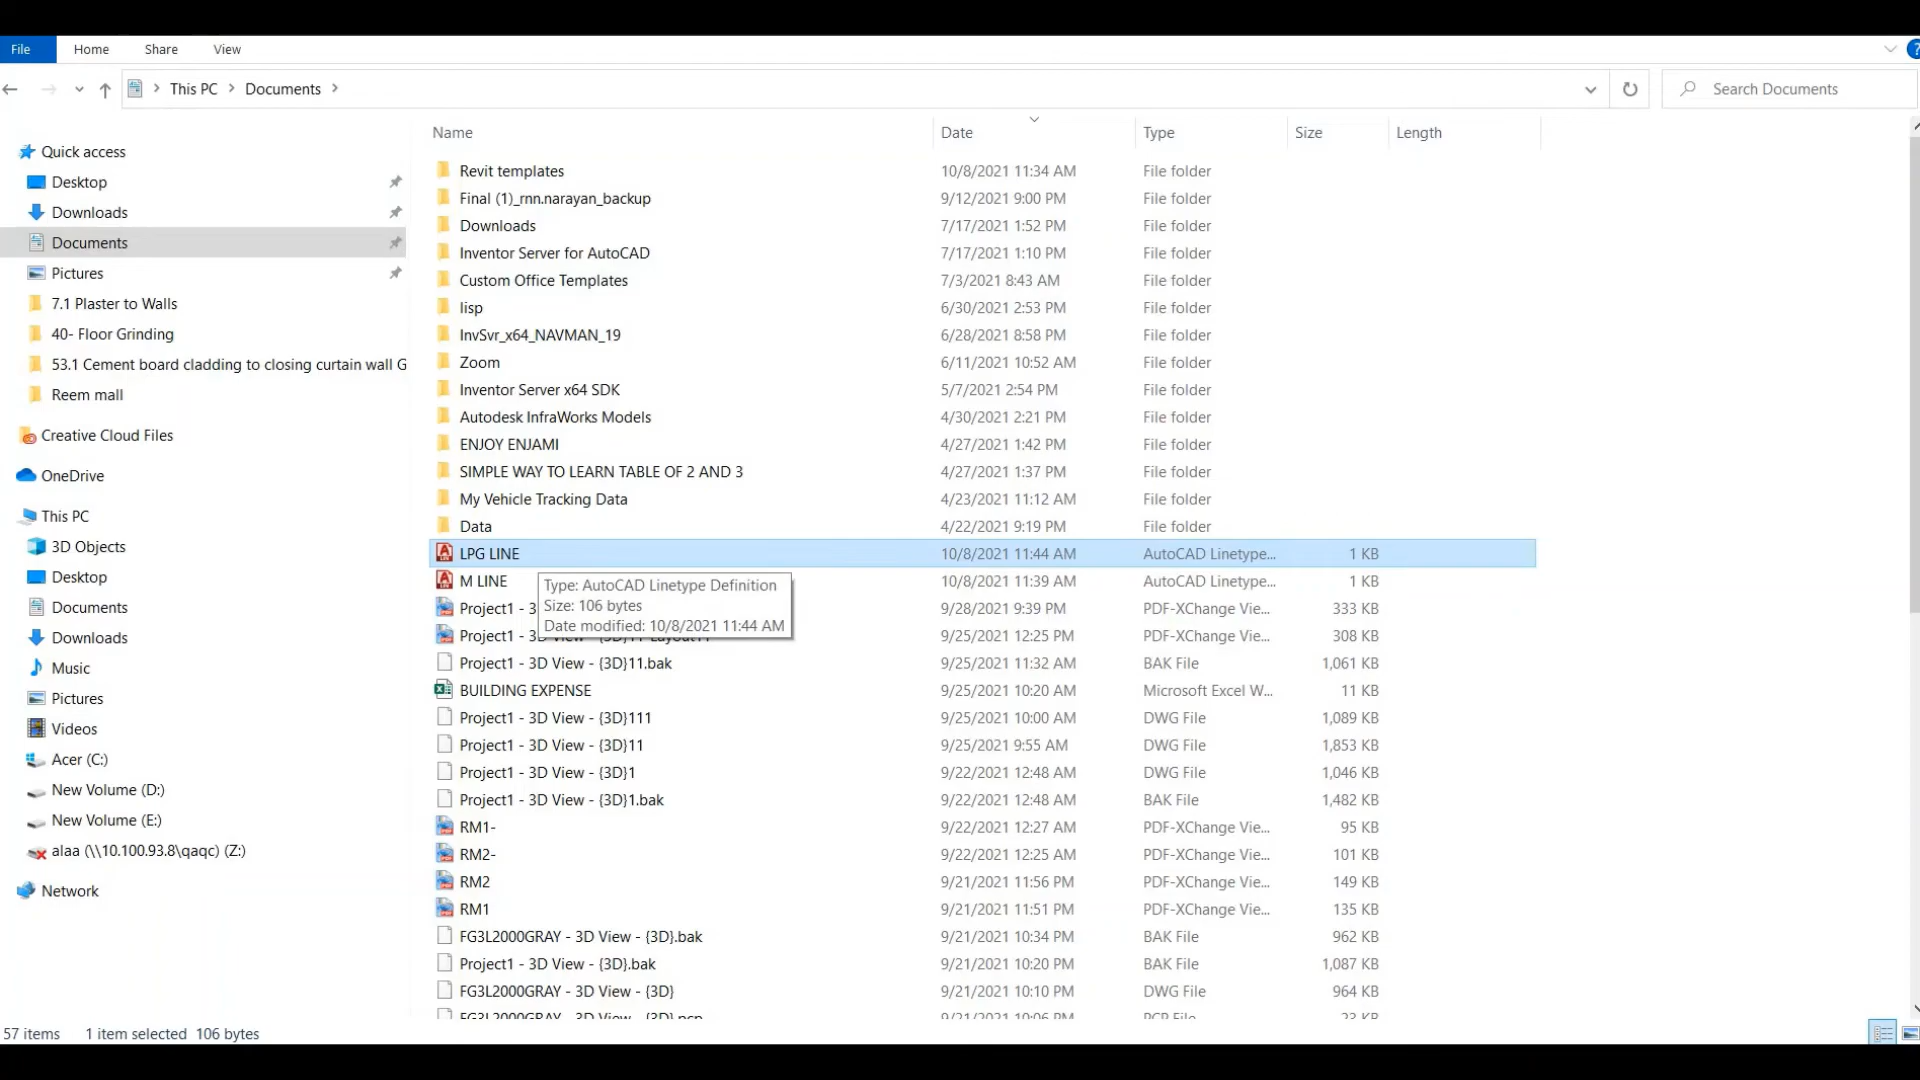 File Home Share View ?
This PC Documents Search Documents
Name Date Type Size Length
Quick access
Desktop
Downloads
Documents
Pictures
7.1 Plaster to Walls
40- Floor Grinding
53.1 Cement board cladding to closing curtain wall G
Reem mall
Creative Cloud Files
OneDrive
This PC
3D Objects
Desktop
Documents
Downloads
Music
Pictures
Videos
Acer (C:)
New Volume (D:)
New Volume (E:)
alaa (\\10.100.93.8\qaqc) (Z:)
Network
Revit templates 10/8/2021 11:34 AM File folder
Final (1)_rnn.narayan_backup 9/12/2021 9:00 PM File folder
Downloads 7/17/2021 1:52 PM File folder
Inventor Server for AutoCAD 7/17/2021 1:10 PM File folder
Custom Office Templates 7/3/2021 8:43 AM File folder
lisp 6/30/2021 2:53 PM File folder
InvSvr_x64_NAVMAN_19 6/28/2021 8:58 PM File folder
Zoom 6/11/2021 10:52 AM File folder
Inventor Server x64 SDK 5/7/2021 2:54 PM File folder
Autodesk InfraWorks Models 4/30/2021 2:21 PM File folder
ENJOY ENJAMI 4/27/2021 1:42 PM File folder
SIMPLE WAY TO LEARN TABLE OF 2 AND 3 4/27/2021 1:37 PM File folder
My Vehicle Tracking Data 4/23/2021 11:12 AM File folder
Data 4/22/2021 9:19 PM File folder
LPG LINE 10/8/2021 11:44 AM AutoCAD Linetype... 1 KB
M LINE 10/8/2021 11:39 AM AutoCAD Linetype... 1 KB
Type: AutoCAD Linetype Definition
Size: 106 bytes
Date modified: 10/8/2021 11:44 AM
Project1 - 3 9/28/2021 9:39 PM PDF-XChange Vie... 333 KB
Project1 - 3D View - {3D}11-Layout11 9/25/2021 12:25 PM PDF-XChange Vie... 308 KB
Project1 - 3D View - {3D}11.bak 9/25/2021 11:32 AM BAK File 1,061 KB
BUILDING EXPENSE 9/25/2021 10:20 AM Microsoft Excel W... 11 KB
Project1 - 3D View - {3D}111 9/25/2021 10:00 AM DWG File 1,089 KB
Project1 - 3D View - {3D}11 9/25/2021 9:55 AM DWG File 1,853 KB
Project1 - 3D View - {3D}1 9/22/2021 12:48 AM DWG File 1,046 KB
Project1 - 3D View - {3D}1.bak 9/22/2021 12:48 AM BAK File 1,482 KB
RM1- 9/22/2021 12:27 AM PDF-XChange Vie... 95 KB
RM2- 9/22/2021 12:25 AM PDF-XChange Vie... 101 KB
RM2 9/21/2021 11:56 PM PDF-XChange Vie... 149 KB
RM1 9/21/2021 11:51 PM PDF-XChange Vie... 135 KB
FG3L2000GRAY - 3D View - {3D}.bak 9/21/2021 10:34 PM BAK File 962 KB
Project1 - 3D View - {3D}.bak 9/21/2021 10:20 PM BAK File 1,087 KB
FG3L2000GRAY - 3D View - {3D} 9/21/2021 10:10 PM DWG File 964 KB
FG3L2000GRAY - 3D View - {3D}.pcp 9/21/2021 10:06 PM PCP File 23 KB
57 items 1 item selected 106 bytes